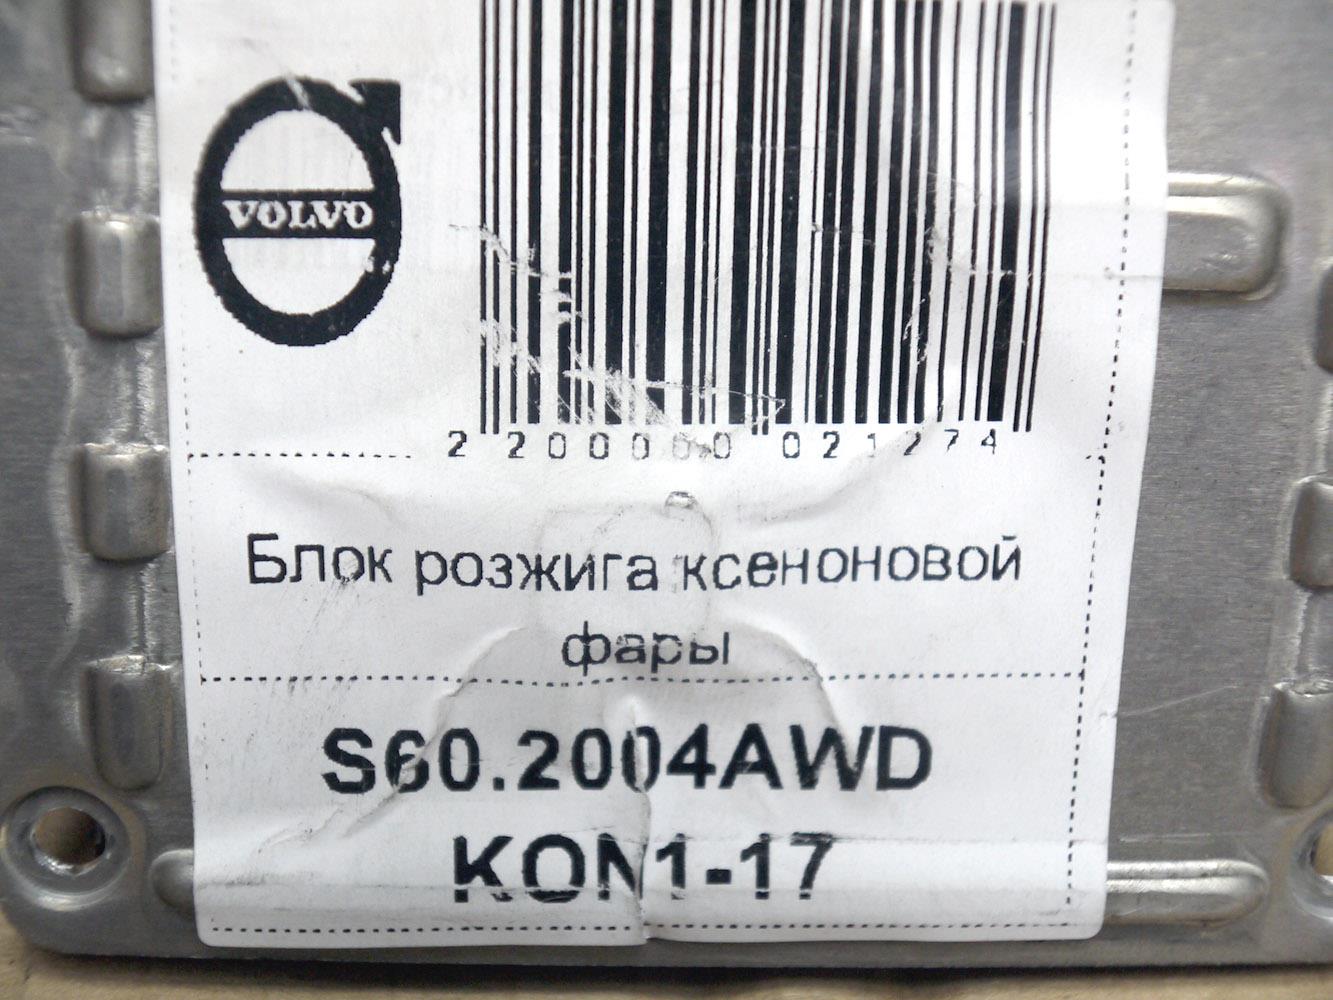 VOLVO
2 200000 021274
Блок розжига ксеноновой
фары
S60.2004AWD
KON1-17